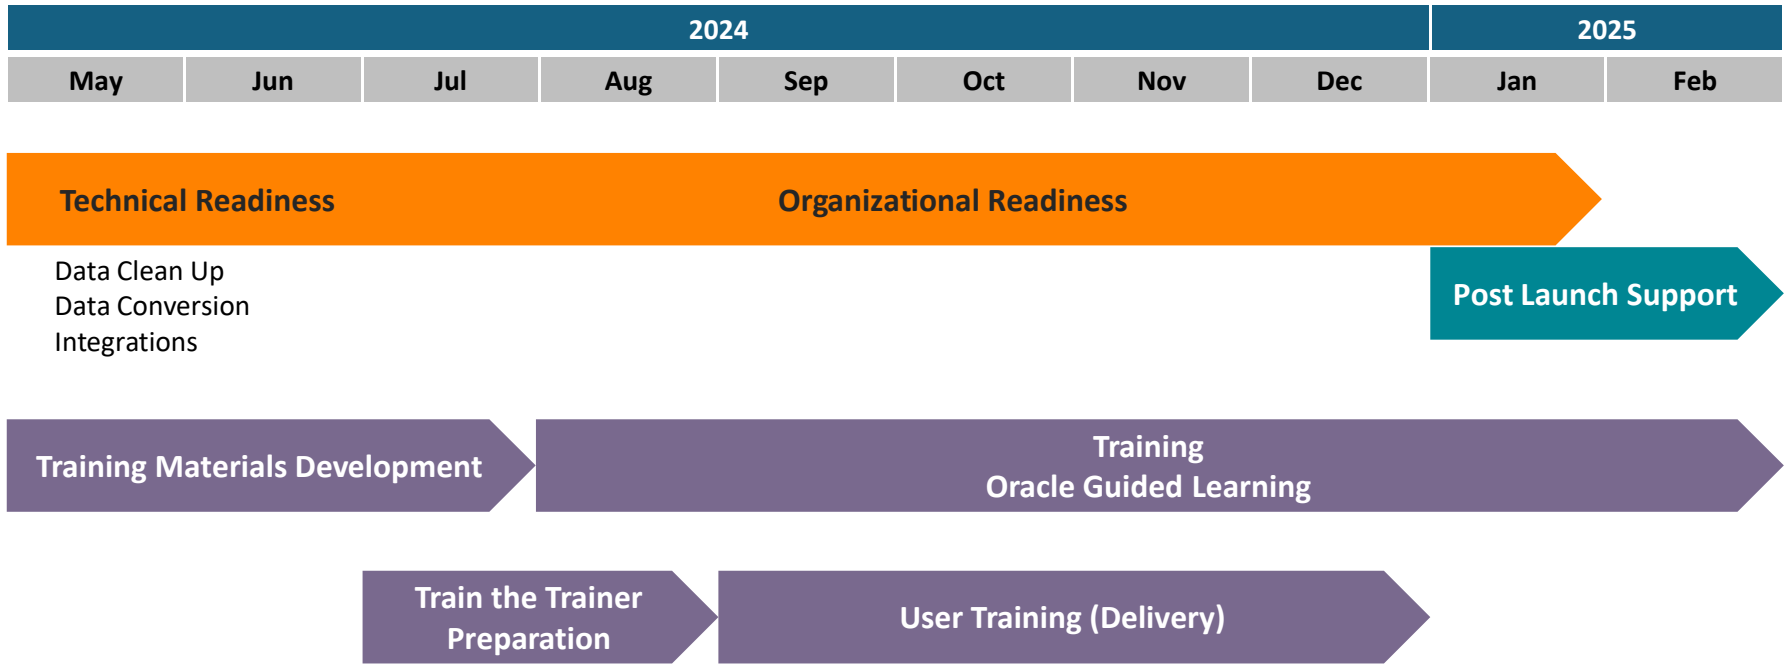 2024 2025
May Jun Jul Aug Sep Oct Nov Dec Jan Feb
Technical Readiness Organizational Readiness
Data Clean Up
Data Conversion
Integrations
Post Launch Support
Training Materials Development
Training
Oracle Guided Learning
Train the Trainer
Preparation
User Training (Delivery)